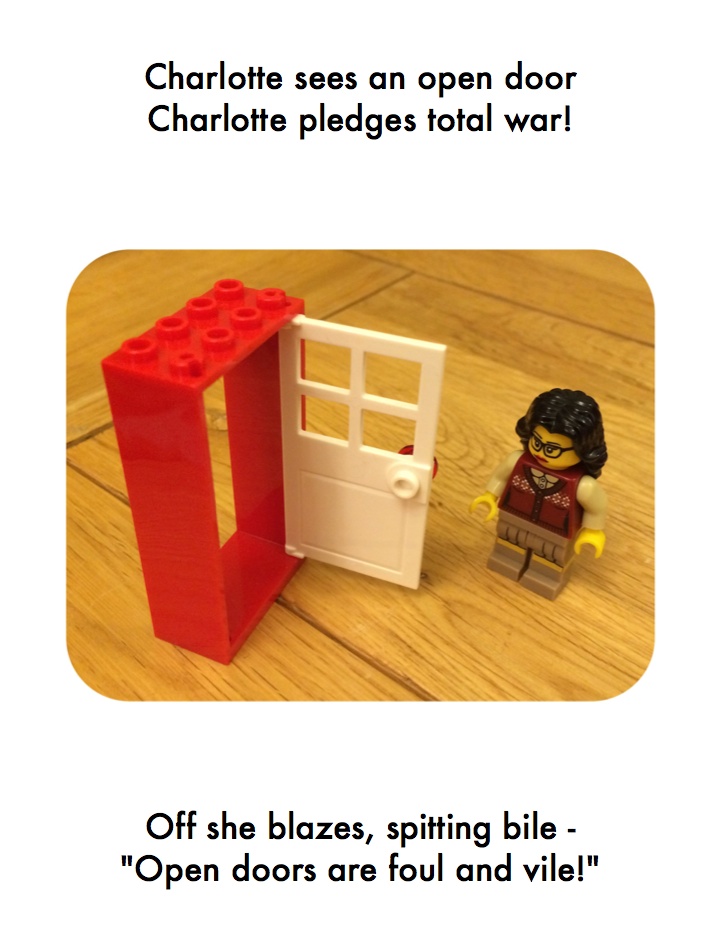 Charlotte sees an open door
Charlotte pledges total war!
Off she blazes, spitting bile -
"Open doors are foul and vile!"